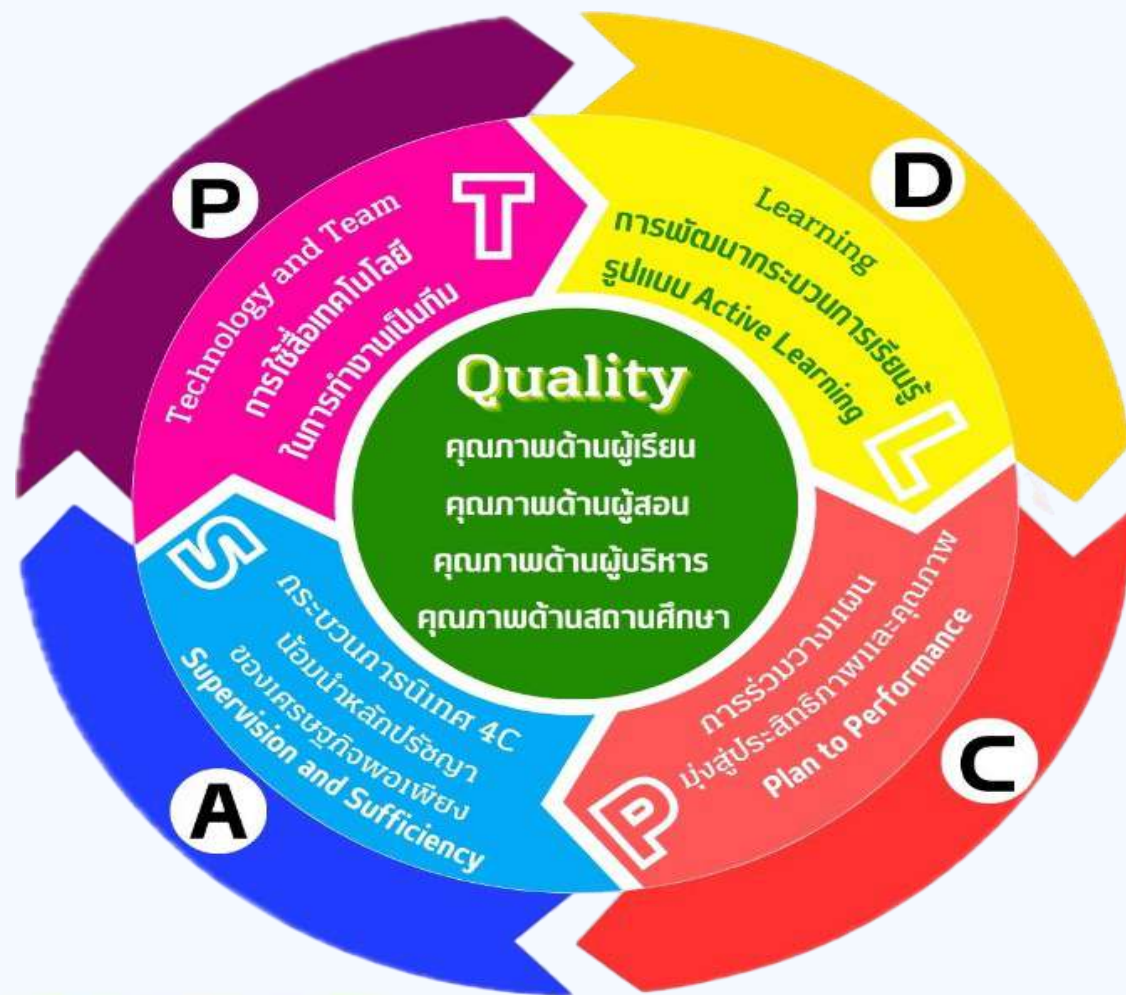 P
T
Technology and Team
การใช้สื่อเทคโนโลยี
ในการทำงานเป็นทีม
D
Learning
การพัฒนากระบวนการเรียนรู้
รูปแบบ Active Learning
L
Quality
คุณภาพด้านผู้เรียน
คุณภาพด้านผู้สอน
คุณภาพด้านผู้บริหาร
คุณภาพด้านสถานศึกษา
C
P
การร่วมวางแผน
มุ่งสู่ประสิทธิภาพและคุณภาพ
Plan to Performance
A
S
กระบวนการนิเทศ 4C
น้อมนำหลักปรัชญา
ของเศรษฐกิจพอเพียง
Supervision and Sufficiency